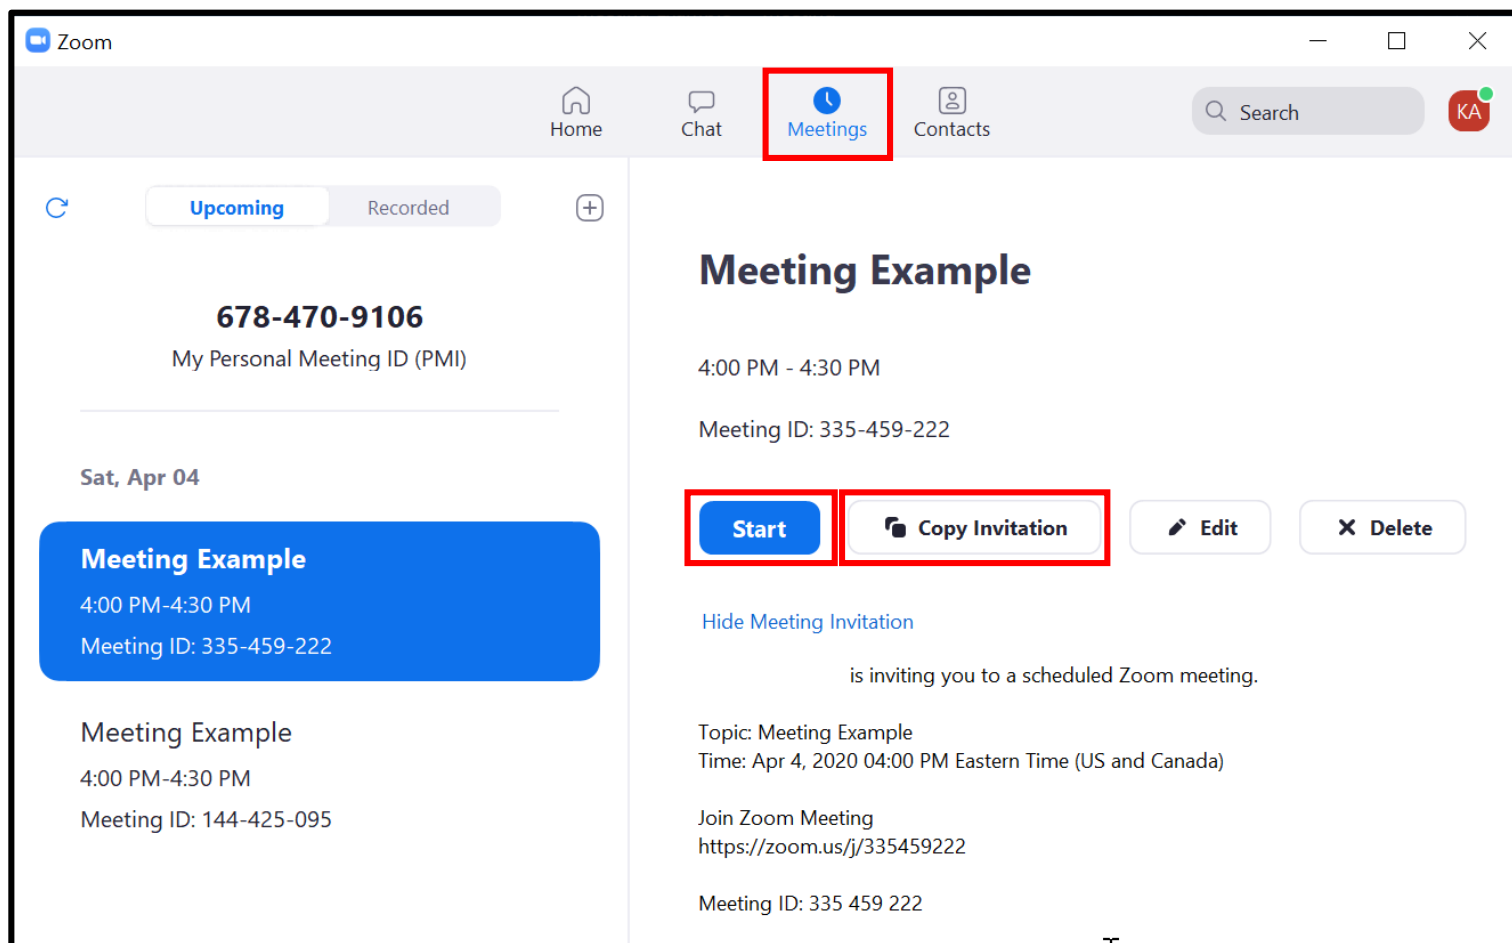 Zoom
Home
Chat
Meetings
Contacts
Search
KA
Upcoming
Recorded
678-470-9106
My Personal Meeting ID (PMI)
Sat, Apr 04
Meeting Example
4:00 PM-4:30 PM
Meeting ID: 335-459-222
Meeting Example
4:00 PM-4:30 PM
Meeting ID: 144-425-095
Meeting Example
4:00 PM - 4:30 PM
Meeting ID: 335-459-222
Start
Copy Invitation
Edit
Delete
Hide Meeting Invitation
is inviting you to a scheduled Zoom meeting.
Topic: Meeting Example
Time: Apr 4, 2020 04:00 PM Eastern Time (US and Canada)
Join Zoom Meeting
https://zoom.us/j/335459222
Meeting ID: 335 459 222